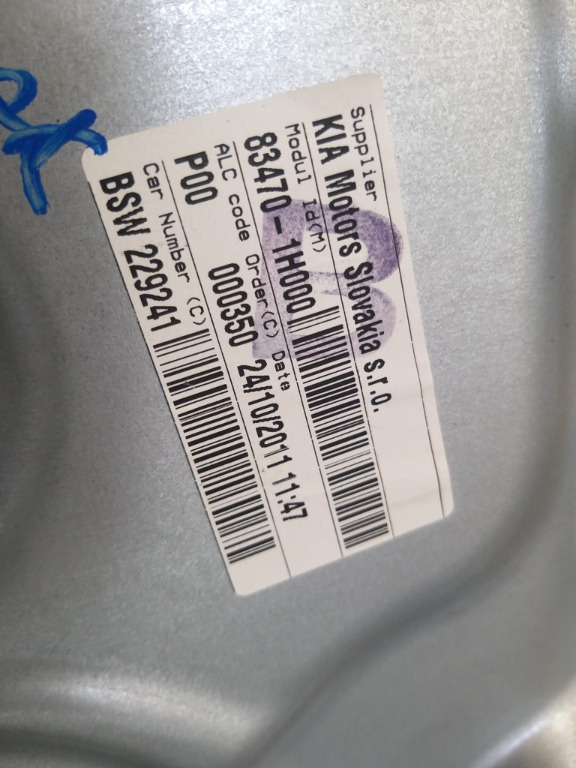 Supplier
KIA Motors Slovakia s.r.o.
Modul Id(M)
83470 - 1H000
ALC code Order(C) Date
P00 000350 24/10/2011 11:47
Car Number (C)
BSW 229241